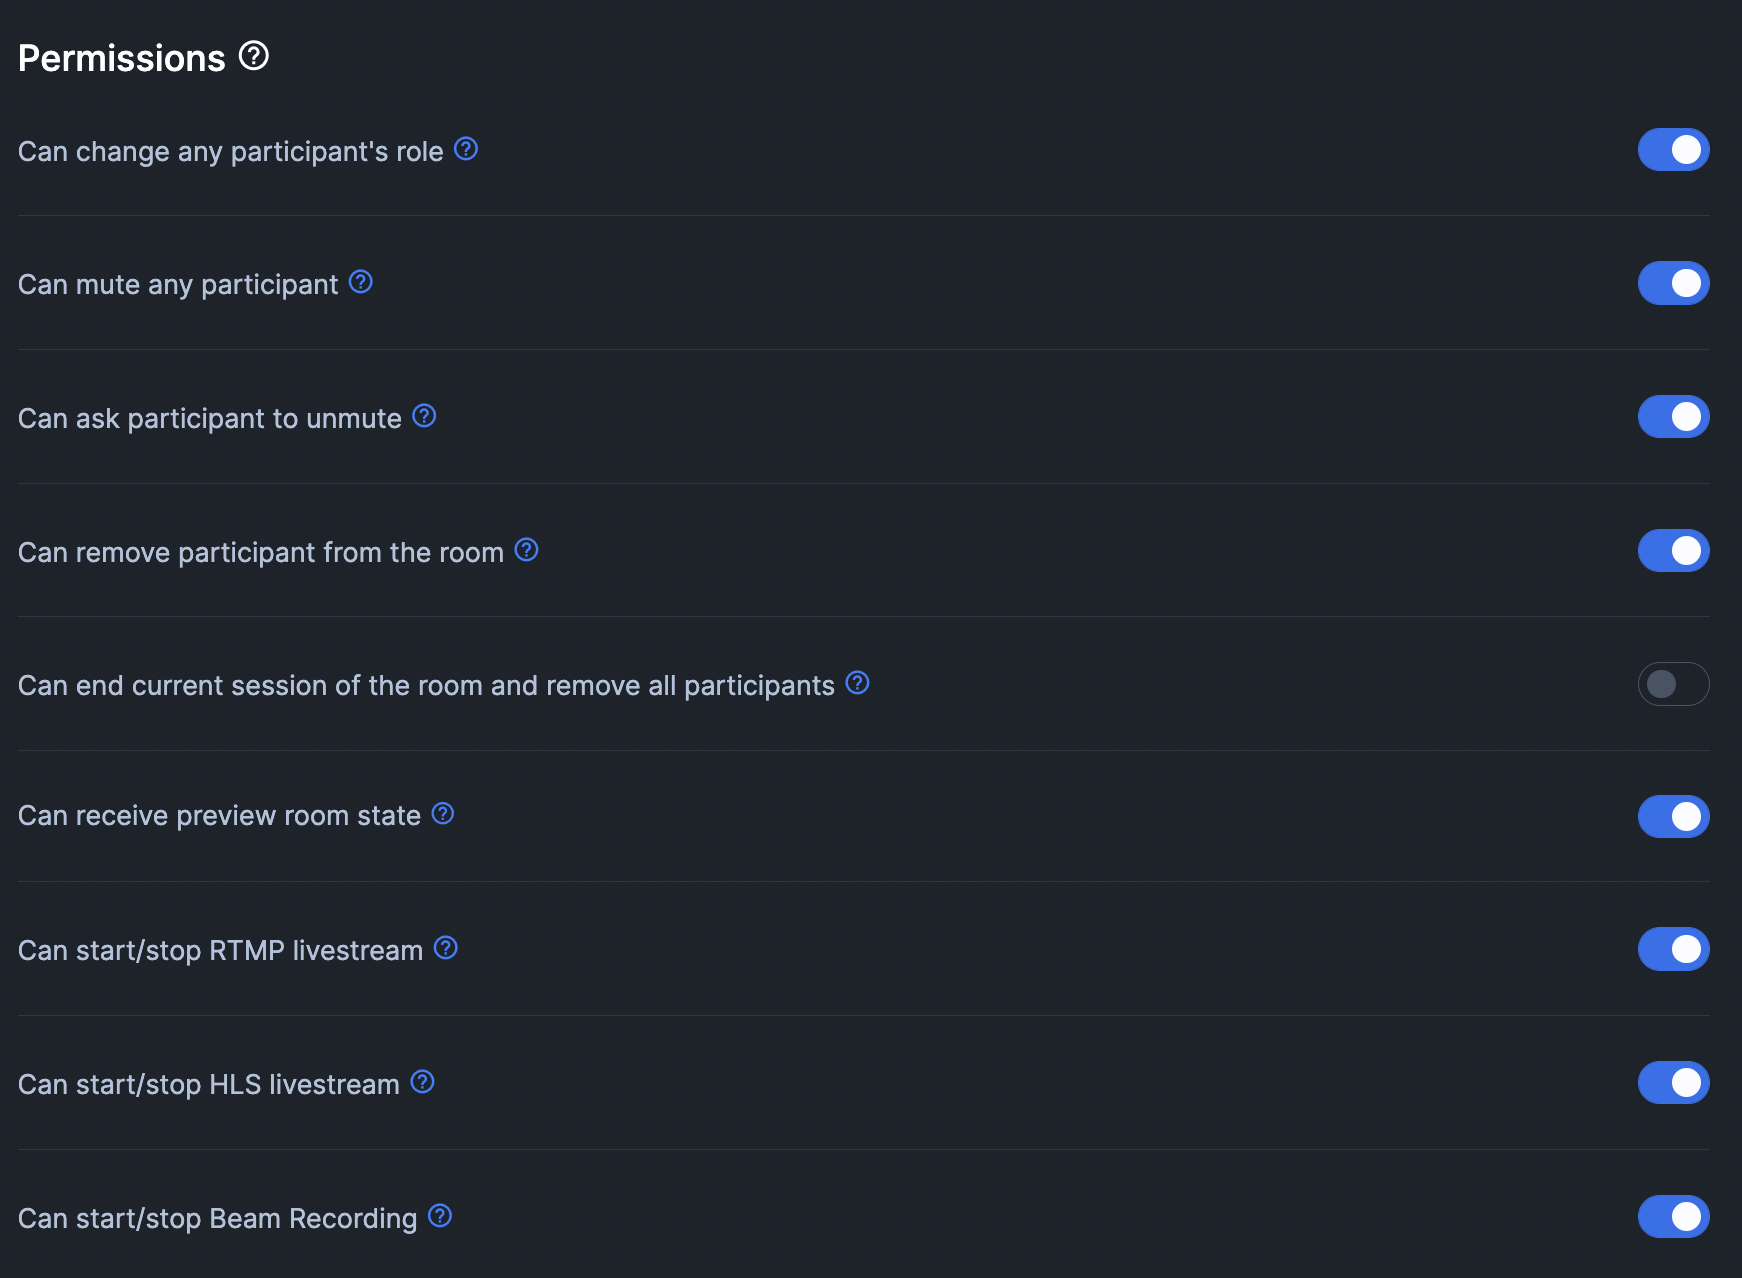 Permissions
Can change any participant's role
Can mute any participant
Can ask participant to unmute
Can remove participant from the room
Can end current session of the room and remove all participants
Can receive preview room state
Can start/stop RTMP livestream
Can start/stop HLS livestream
Can start/stop Beam Recording